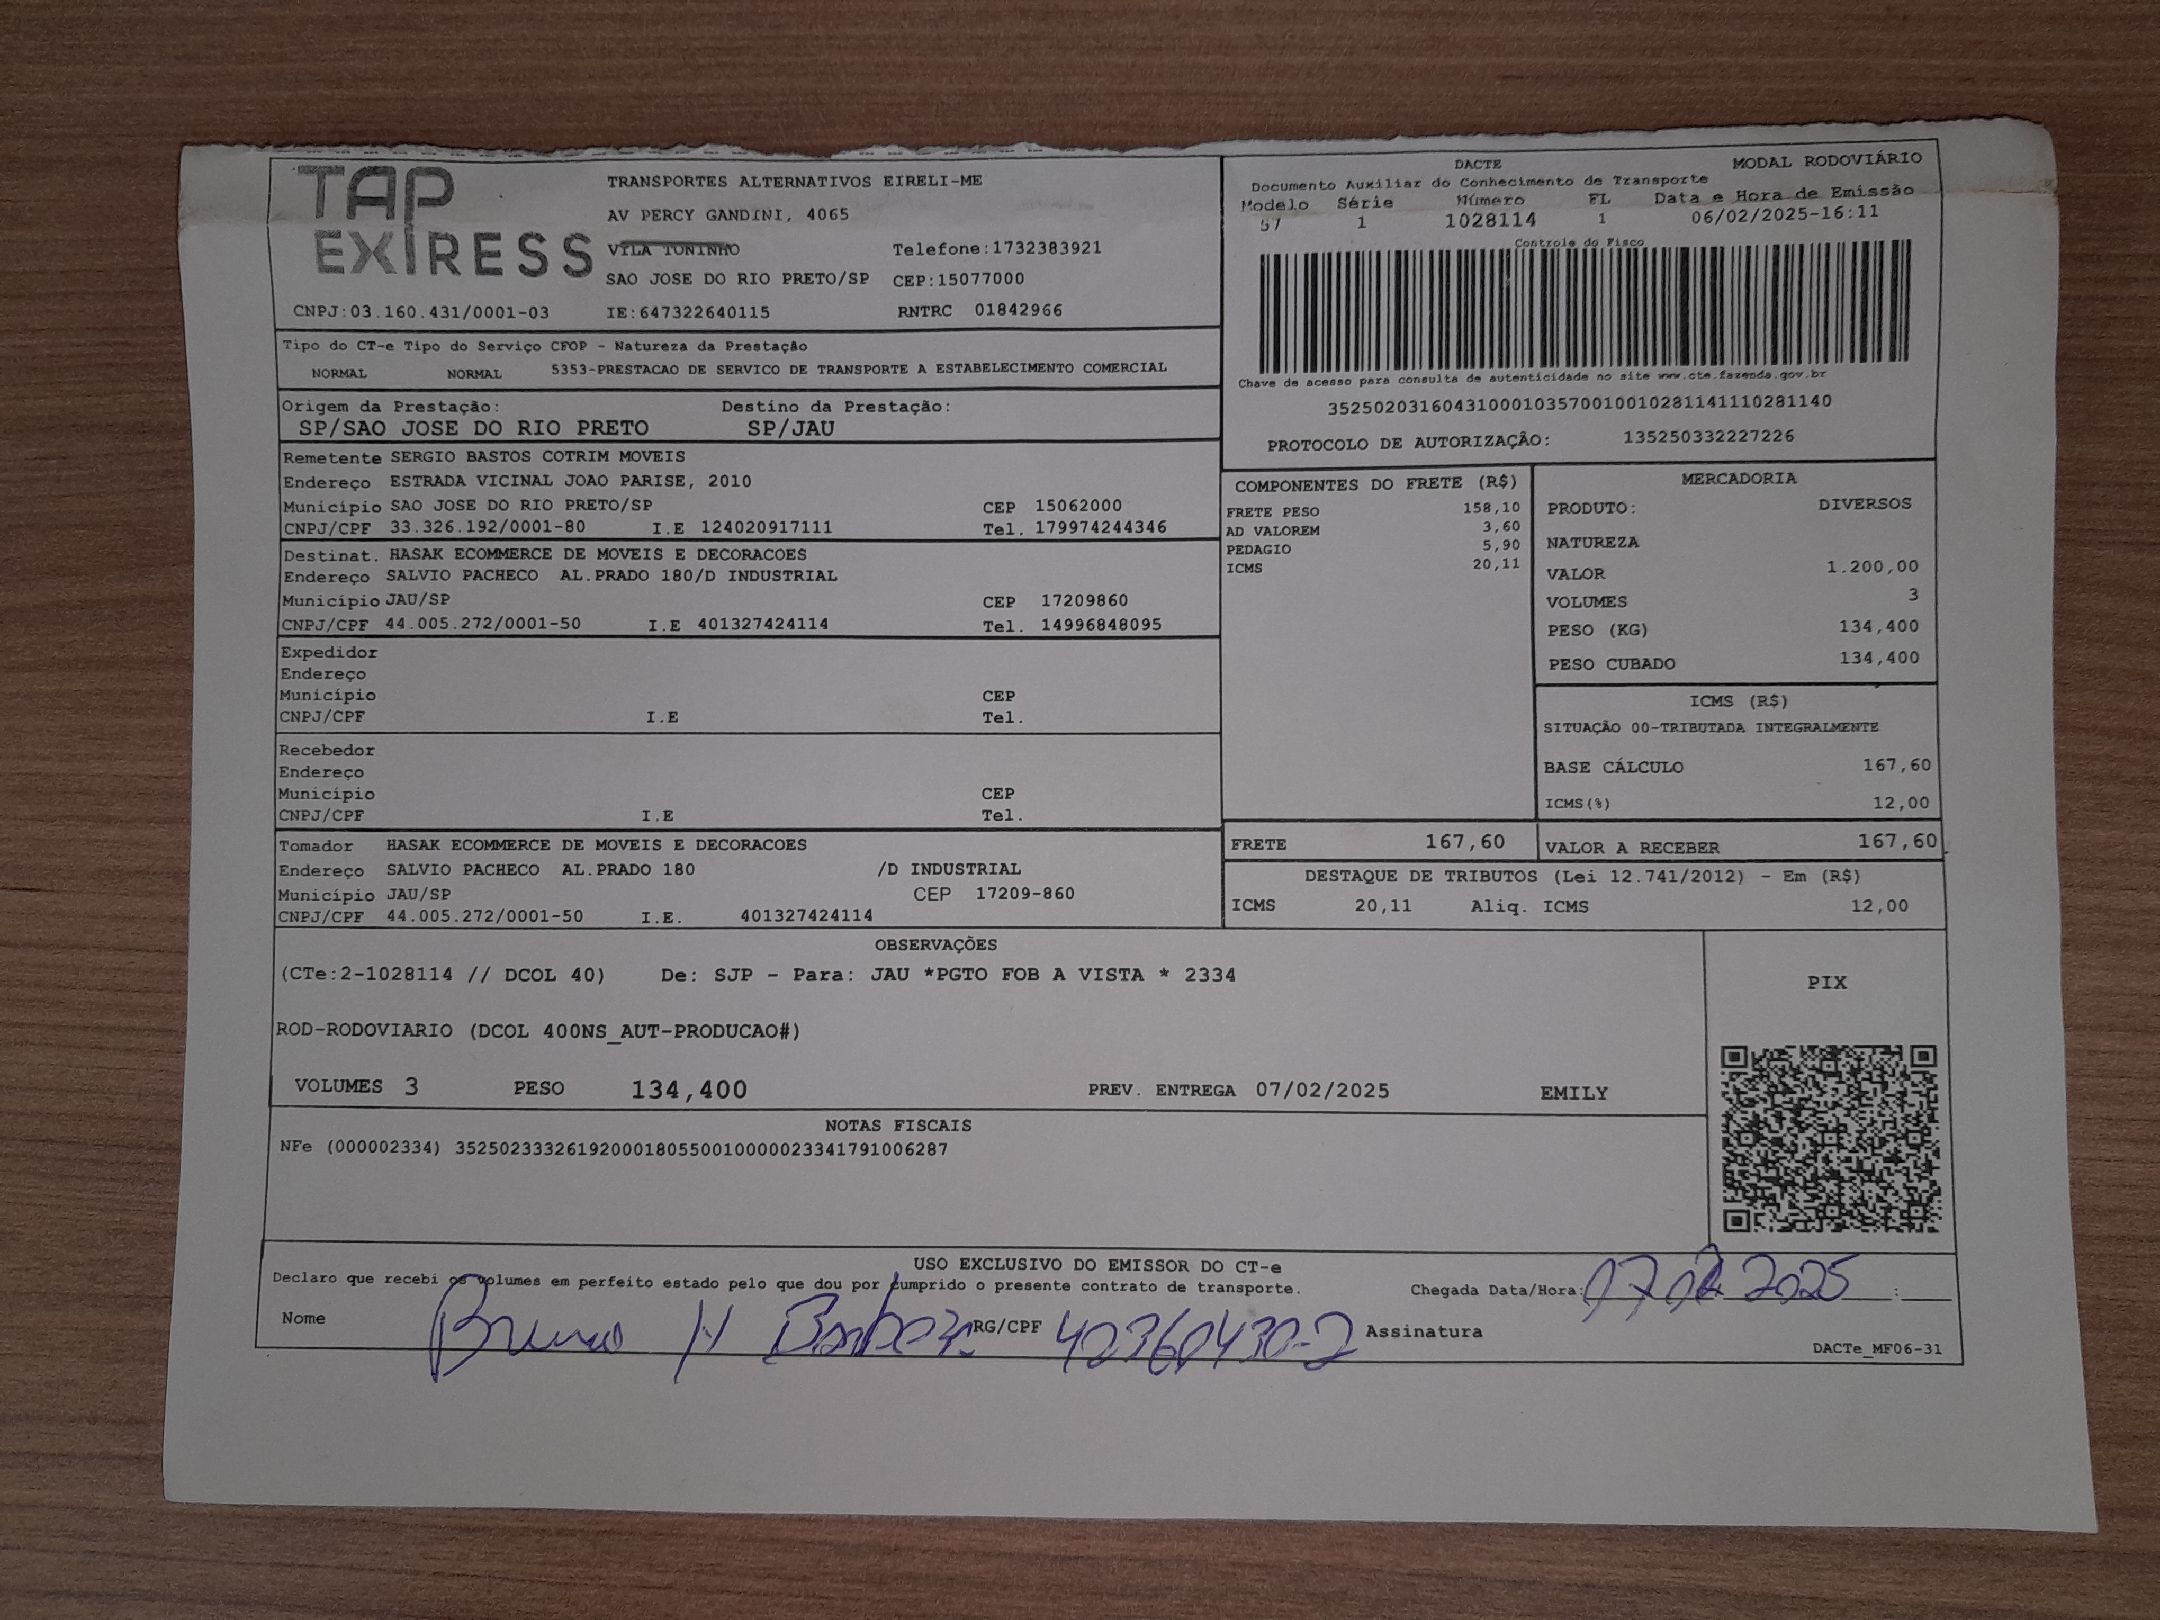 TAP
EXPRESS
TRANSPORTES ALTERNATIVOS EIRELI-ME
AV PERCY GANDINI, 4065
VILA TONINHO Telefone:1732383921
SAO JOSE DO RIO PRETO/SP CEP:15077000
CNPJ:03.160.431/0001-03 IE:647322640115 RNTRC 01842966
DACTE MODAL RODOVIÁRIO
Documento Auxiliar do Conhecimento de Transporte
Modelo Série Número FL Data e Hora de Emissão
57 1 1028114 1 06/02/2025-16:11
Controle do Fisco
Chave de acesso para consulta de autenticidade no site www.cte.fazenda.gov.br
35250203160431000103570010010281141110281140
PROTOCOLO DE AUTORIZAÇÃO: 135250332227226
Tipo do CT-e Tipo do Serviço CFOP - Natureza da Prestação
NORMAL NORMAL 5353-PRESTACAO DE SERVICO DE TRANSPORTE A ESTABELECIMENTO COMERCIAL
Origem da Prestação: Destino da Prestação:
SP/SAO JOSE DO RIO PRETO SP/JAU
Remetente SERGIO BASTOS COTRIM MOVEIS
Endereço ESTRADA VICINAL JOAO PARISE, 2010
Município SAO JOSE DO RIO PRETO/SP CEP 15062000
CNPJ/CPF 33.326.192/0001-80 I.E 124020917111 Tel. 179974244346
Destinat. HASAK ECOMMERCE DE MOVEIS E DECORACOES
Endereço SALVIO PACHECO AL.PRADO 180/D INDUSTRIAL
Município JAU/SP CEP 17209860
CNPJ/CPF 44.005.272/0001-50 I.E 401327424114 Tel. 14996848095
Expedidor
Endereço
Município CEP
CNPJ/CPF I.E Tel.
Recebedor
Endereço
Município CEP
CNPJ/CPF I.E Tel.
Tomador HASAK ECOMMERCE DE MOVEIS E DECORACOES
Endereço SALVIO PACHECO AL.PRADO 180 /D INDUSTRIAL
Município JAU/SP CEP 17209-860
CNPJ/CPF 44.005.272/0001-50 I.E. 401327424114
COMPONENTES DO FRETE (R$)
FRETE PESO 158,10
AD VALOREM 3,60
PEDAGIO 5,90
ICMS 20,11
MERCADORIA
PRODUTO: DIVERSOS
NATUREZA
VALOR 1.200,00
VOLUMES 3
PESO (KG) 134,400
PESO CUBADO 134,400
ICMS (R$)
SITUAÇÃO 00-TRIBUTADA INTEGRALMENTE
BASE CÁLCULO 167,60
ICMS(%) 12,00
FRETE 167,60 VALOR A RECEBER 167,60
DESTAQUE DE TRIBUTOS (Lei 12.741/2012) - Em (R$)
ICMS 20,11 Aliq. ICMS 12,00
OBSERVAÇÕES
(CTe:2-1028114 // DCOL 40) De: SJP - Para: JAU *PGTO FOB A VISTA * 2334
ROD-RODOVIARIO (DCOL 400NS_AUT-PRODUCAO#)
VOLUMES 3 PESO 134,400 PREV. ENTREGA 07/02/2025 EMILY
PIX
NOTAS FISCAIS
NFe (000002334) 35250233326192000180550010000023341791006287
USO EXCLUSIVO DO EMISSOR DO CT-e
Declaro que recebi os volumes em perfeito estado pelo que dou por cumprido o presente contrato de transporte. Chegada Data/Hora: 07 02 2025 :
Nome Bruno H Barboza RG/CPF 40360430-2 Assinatura
DACTe_MF06-31